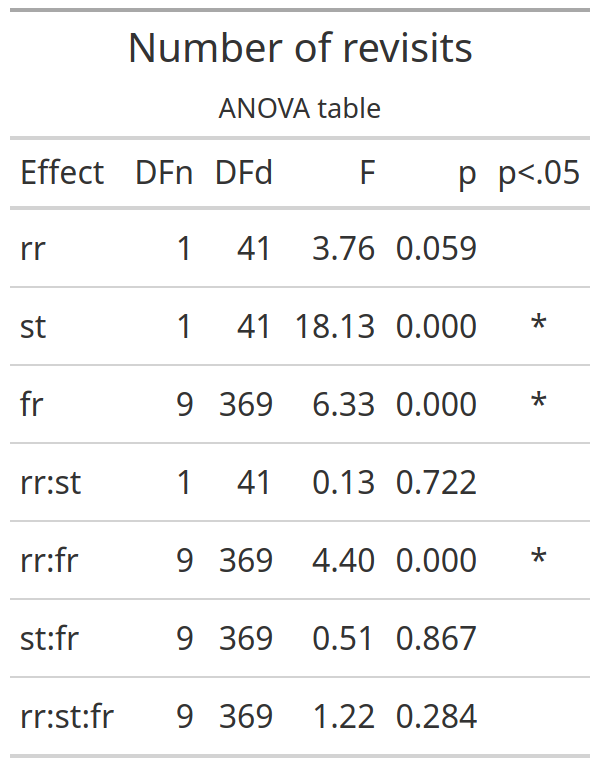 Number of revisits
ANOVA table
Effect DFn DFd F p p<.05
rr 1 41 3.76 0.059
st 1 41 18.13 0.000 *
fr 9 369 6.33 0.000 *
rr:st 1 41 0.13 0.722
rr:fr 9 369 4.40 0.000 *
st:fr 9 369 0.51 0.867
rr:st:fr 9 369 1.22 0.284